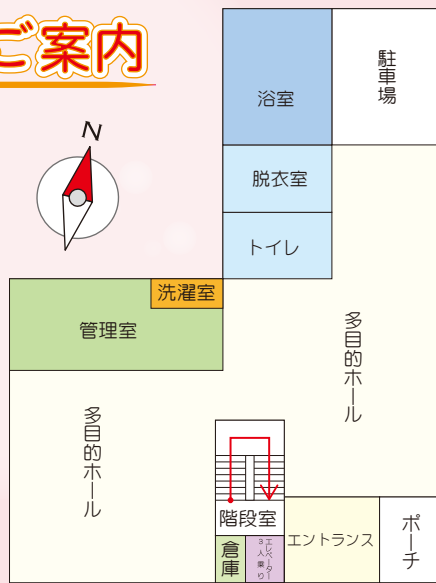 ご案内
N
浴室
駐車場
脱衣室
トイレ
洗濯室
管理室
多目的ホール
多目的ホール
階段室
倉庫
エレベーター
3人乗り
エントランス
ポーチ